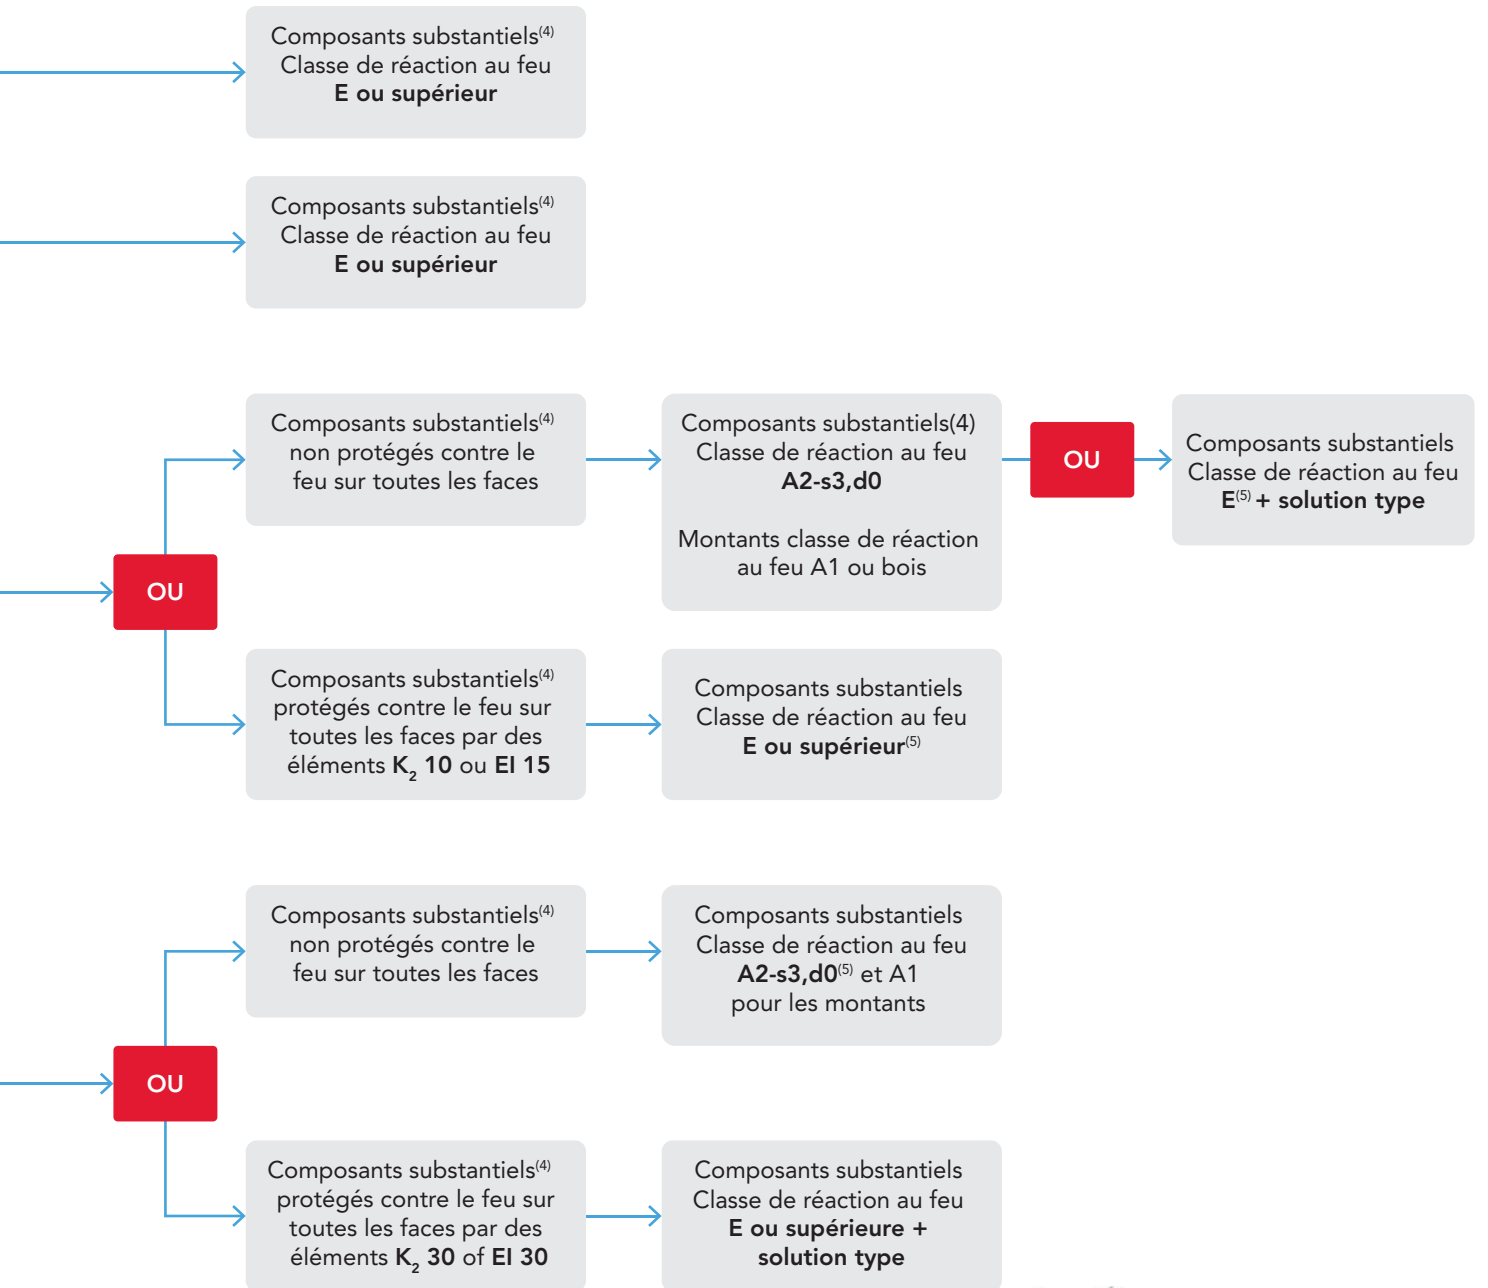 Composants substantiels(4)
Classe de réaction au feu
E ou supérieur
Composants substantiels(4)
Classe de réaction au feu
E ou supérieur
Composants substantiels(4)
non protégés contre le
feu sur toutes les faces
Composants substantiels(4)
Classe de réaction au feu
A2-s3,d0
Montants classe de réaction
au feu A1 ou bois
OU
Composants substantiels
Classe de réaction au feu
E(5) + solution type
OU
Composants substantiels(4)
protégés contre le feu sur
toutes les faces par des
éléments K2 10 ou EI 15
Composants substantiels
Classe de réaction au feu
E ou supérieur(5)
Composants substantiels(4)
non protégés contre le
feu sur toutes les faces
Composants substantiels
Classe de réaction au feu
A2-s3,d0(5) et A1
pour les montants
OU
Composants substantiels(4)
protégés contre le feu sur
toutes les faces par des
éléments K2 30 of EI 30
Composants substantiels
Classe de réaction au feu
E ou supérieure +
solution type